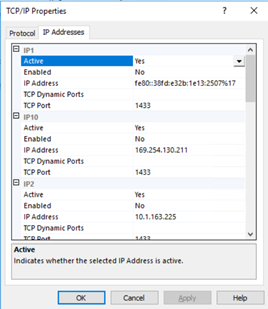 TCP/IP Properties
Protocol IP Addresses
IP1
Active Yes
Enabled No
IP Address fe80::38fd:e32b:1e13:2507%17
TCP Dynamic Ports
TCP Port 1433
IP10
Active Yes
Enabled No
IP Address 169.254.130.211
TCP Dynamic Ports
TCP Port 1433
IP2
Active Yes
Enabled No
IP Address 10.1.163.225
TCP Dynamic Ports
TCP Port 1433
Active
Indicates whether the selected IP Address is active.
OK Cancel Apply Help